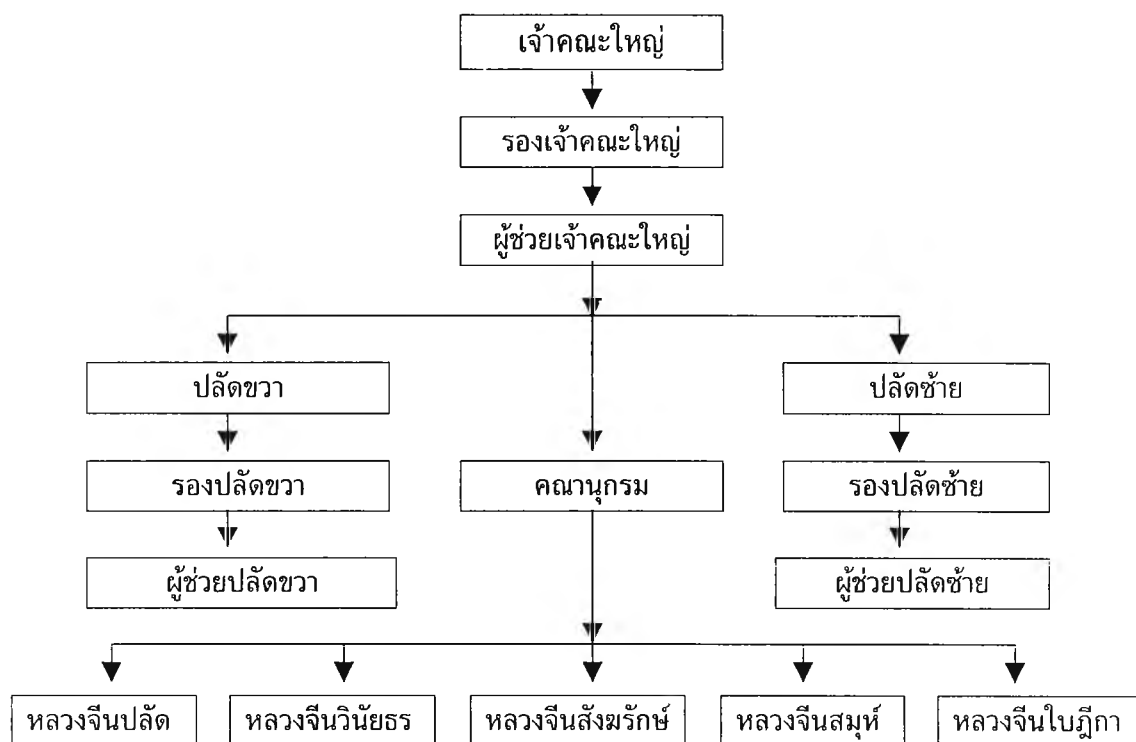 เจ้าคณะใหญ่
รองเจ้าคณะใหญ่
ผู้ช่วยเจ้าคณะใหญ่
ปลัดขวา
ปลัดซ้าย
รองปลัดขวา
คณานุกรม
รองปลัดซ้าย
ผู้ช่วยปลัดขวา
ผู้ช่วยปลัดซ้าย
หลวงจีนปลัด
หลวงจีนวินัยธร
หลวงจีนสังฆรักษ์
หลวงจีนสมุห์
หลวงจีนใบฎีกา